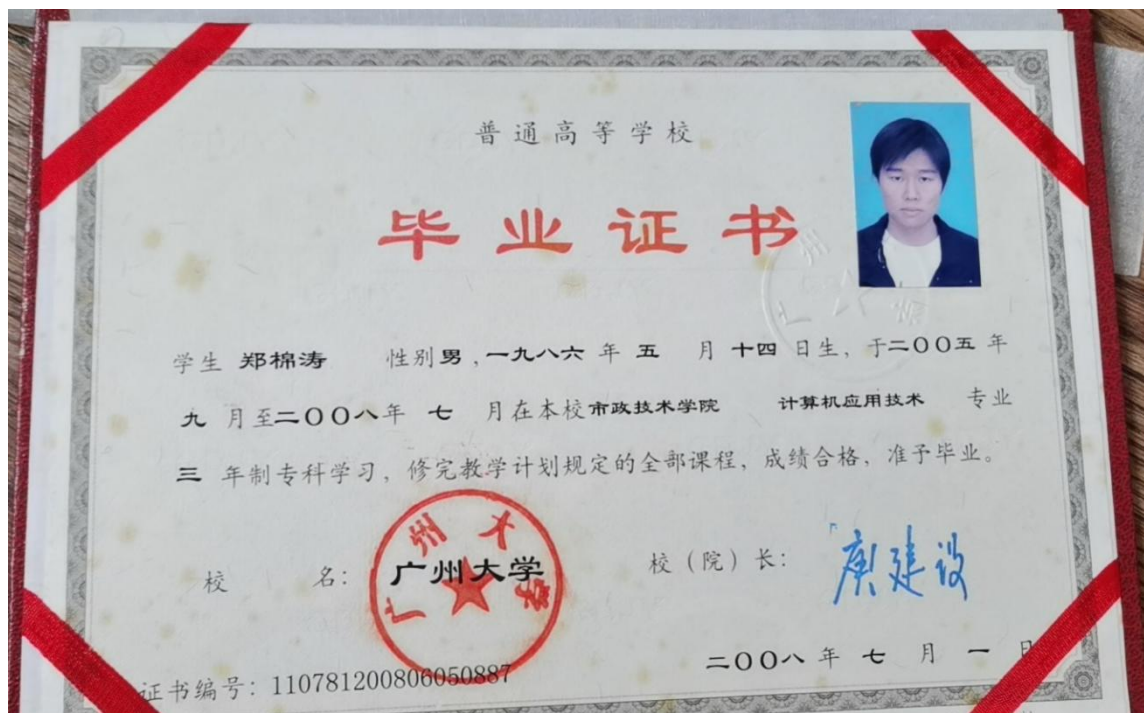 普通高等学校
毕业证书
学生 郑棉涛 性别男,一九八六 年 五 月 十四 日生,于二OO五 年
九 月至二OO八年 七 月在本校市政技术学院 计算机应用技术 专业
三 年制专科学习,修完教学计划规定的全部课程,成绩合格,准予毕业。
校 名: 广州大学 校(院)长: 庾建设
广州大学
二OO八 年 七 月 一 日
证书编号:110781200806050887